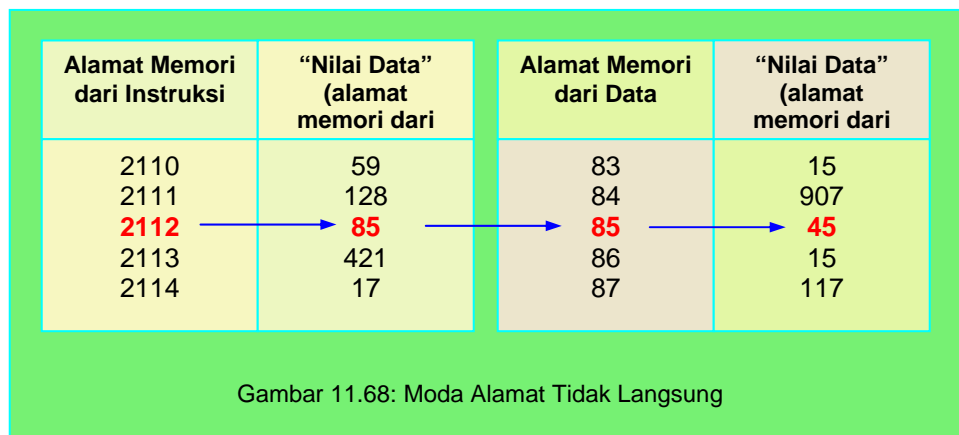 Alamat Memori
dari Instruksi
“Nilai Data”
(alamat
memori dari
Alamat Memori
dari Data
“Nilai Data”
(alamat
memori dari
2110 59 83 15
2111 128 84 907
2112 85 85 45
2113 421 86 15
2114 17 87 117
Gambar 11.68: Moda Alamat Tidak Langsung